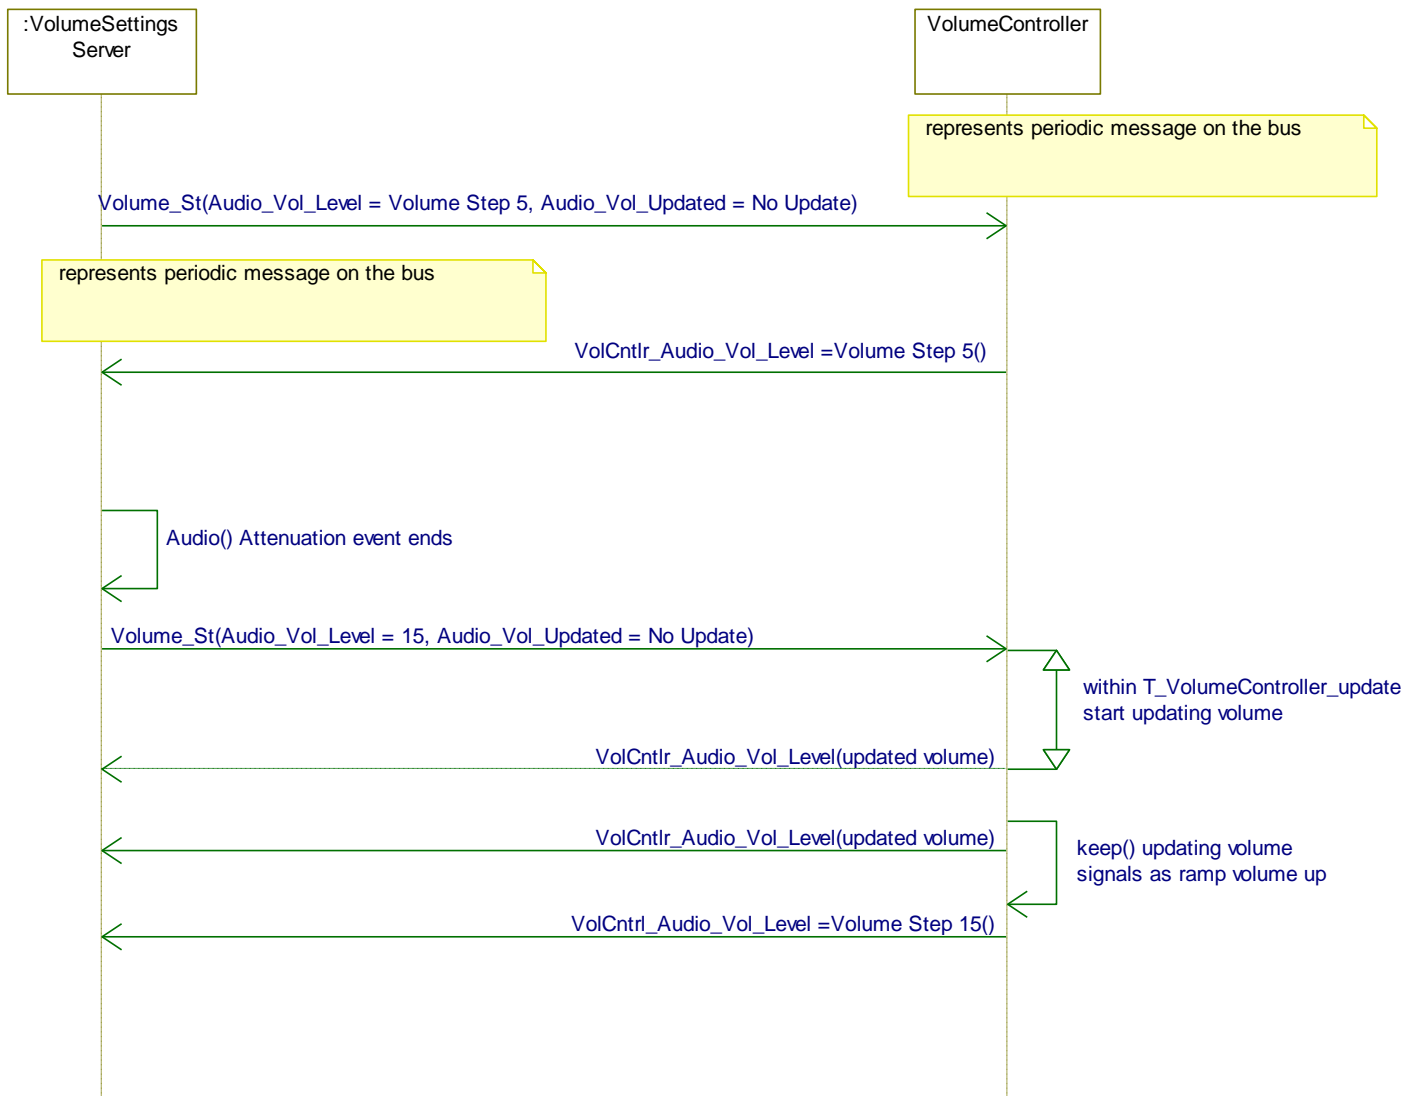 :VolumeSettings
Server
VolumeController
represents periodic message on the bus
Volume_St(Audio_Vol_Level = Volume Step 5, Audio_Vol_Updated = No Update)
represents periodic message on the bus
VolCntlr_Audio_Vol_Level =Volume Step 5()
Audio() Attenuation event ends
Volume_St(Audio_Vol_Level = 15, Audio_Vol_Updated = No Update)
within T_VolumeController_update
start updating volume
VolCntlr_Audio_Vol_Level(updated volume)
VolCntlr_Audio_Vol_Level(updated volume)
keep() updating volume
signals as ramp volume up
VolCntrl_Audio_Vol_Level =Volume Step 15()